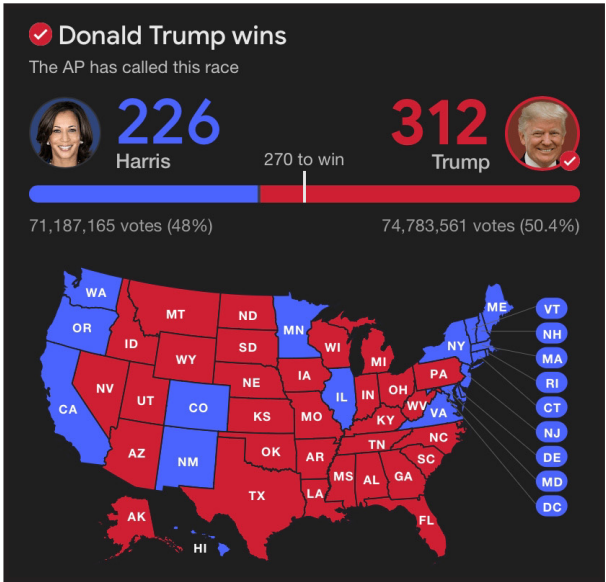 Donald Trump wins
The AP has called this race
226
312
Harris
270 to win
Trump
71,187,165 votes (48%)
74,783,561 votes (50.4%)
WA
ME
VT
MT
ND
MN
OR
NH
ID
NY
WI
SD
MA
WY
MI
RI
IA
PA
NE
CT
NV
OH
IL
IN
UT
NJ
CO
WV
CA
VA
KS
MO
DE
KY
NC
MD
TN
OK
AZ
AR
NM
SC
DC
MS
AL
GA
TX
LA
AK
FL
HI